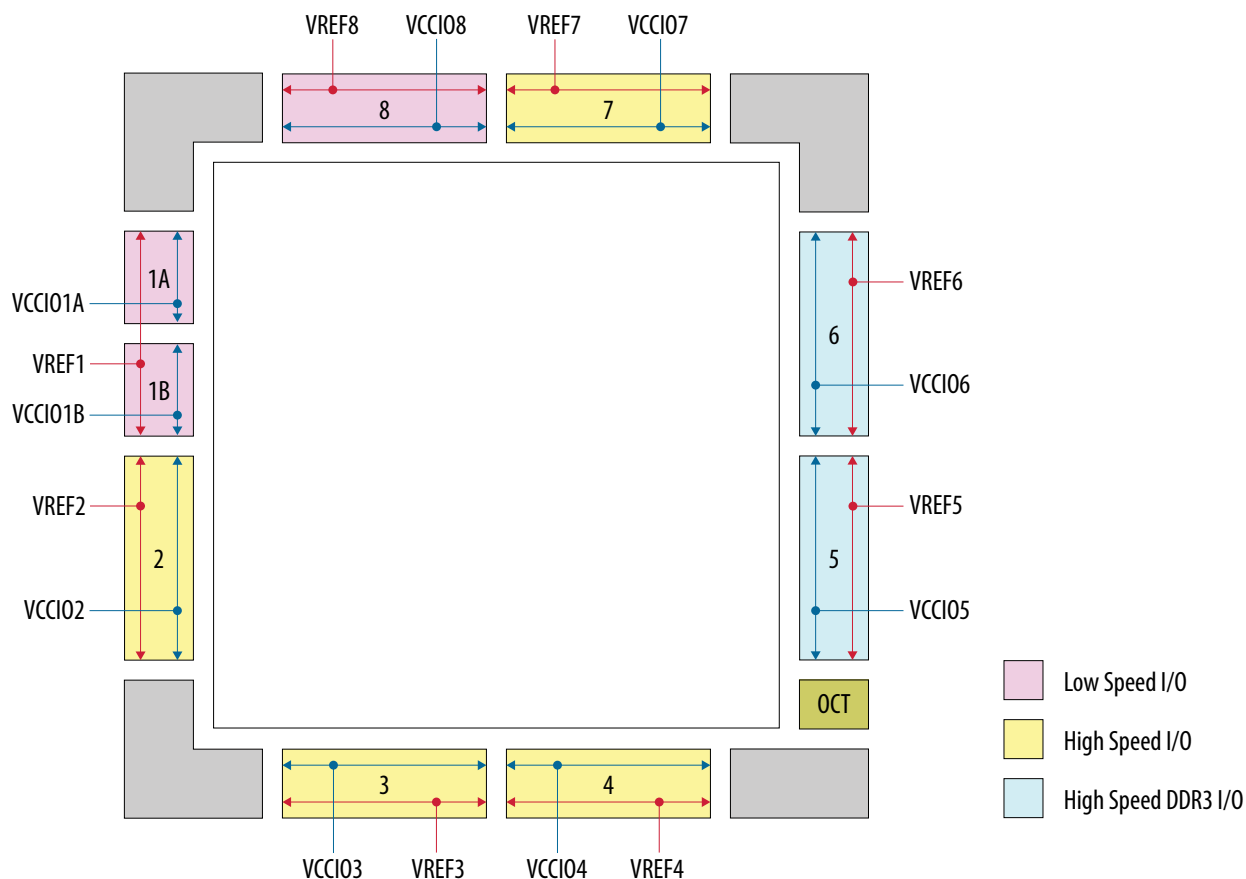 VREF8 VCCIO8 VREF7 VCCIO7
8 7
1A
VCCIO1A
VREF1
1B
VCCIO1B
VREF2
2
VCCIO2
VREF6
6
VCCIO6
VREF5
5
VCCIO5
OCT
Low Speed I/O
High Speed I/O
High Speed DDR3 I/O
3 4
VCCIO3 VREF3 VCCIO4 VREF4